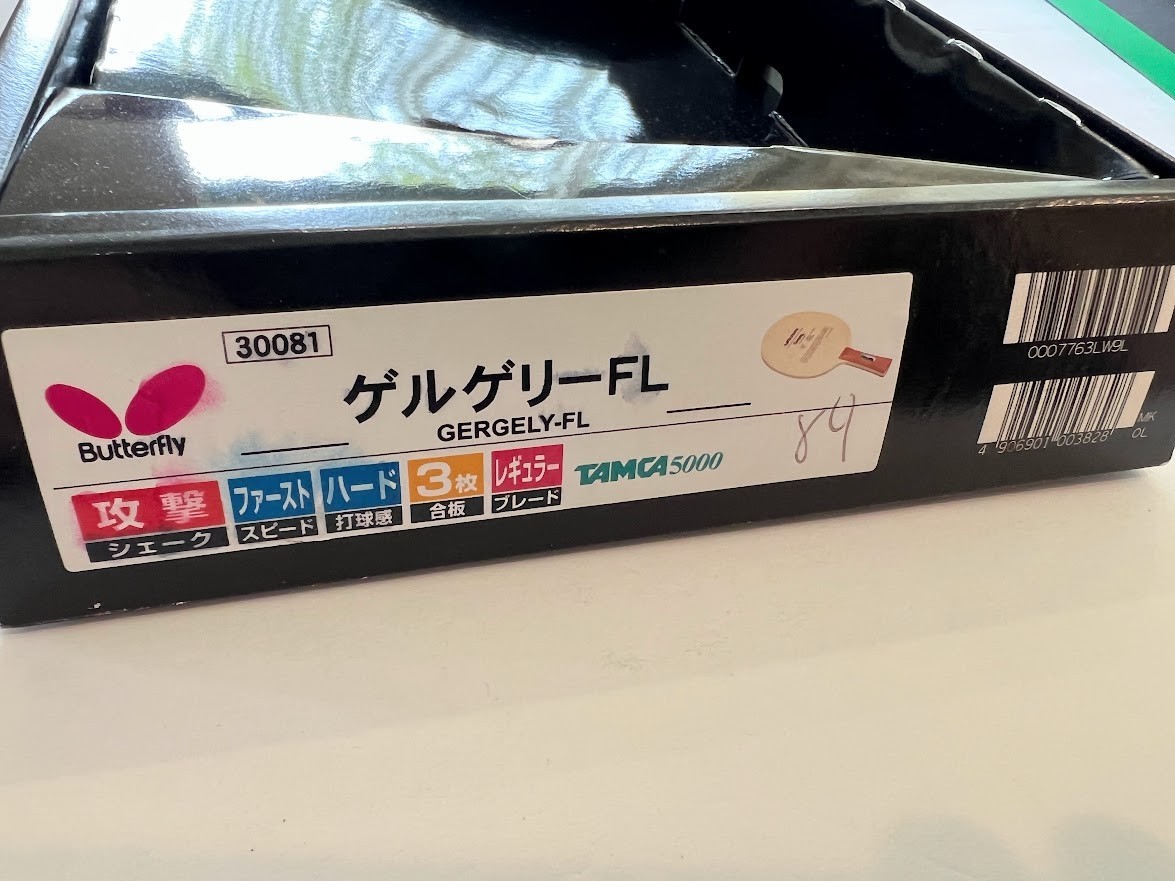 30081
ゲルゲリーFL
GERGELY-FL
Butterfly
攻撃
シェーク
ファースト
スピード
ハード
打球感
3枚
合板
レギュラー
ブレード
TAMCA5000
84
0007763LW9L
4 906901 003828
MK
0L